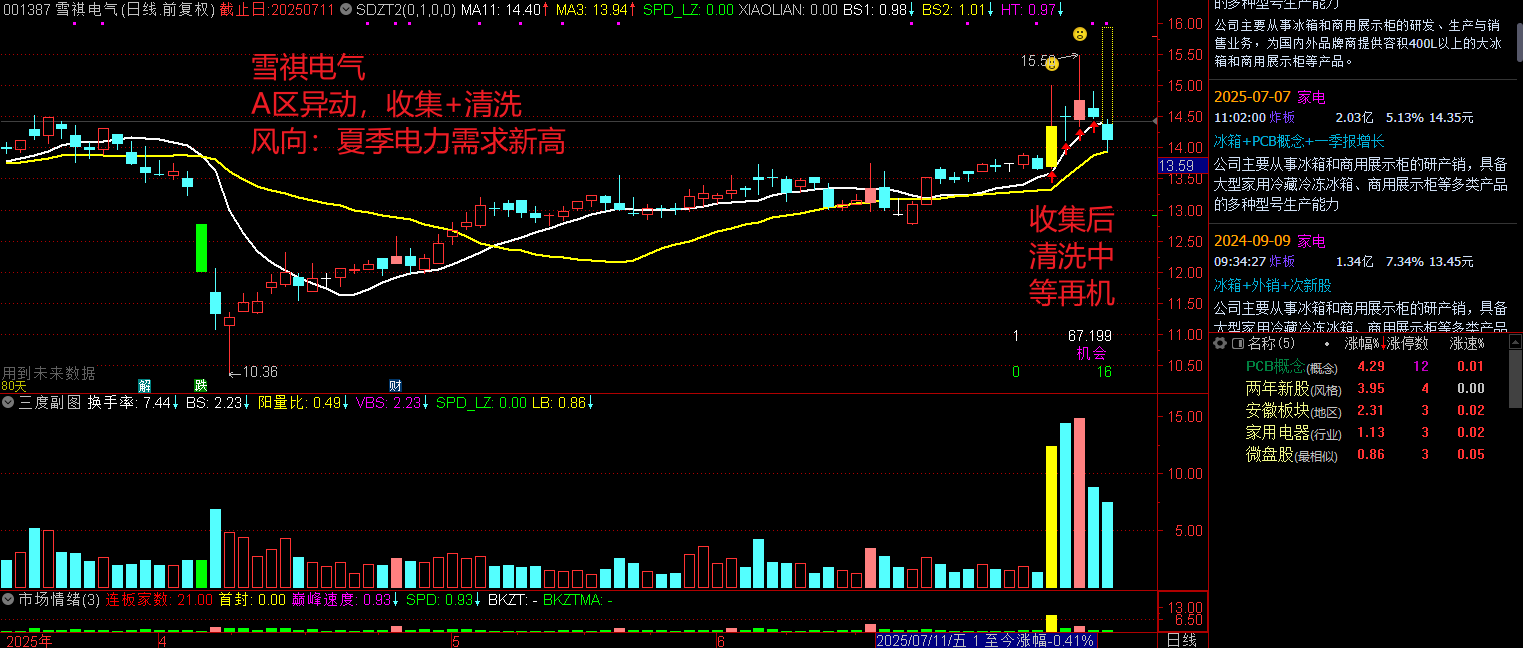 001387 雪祺电气(日线.前复权) 截止日:20250711 SDZT2(0,1,0,0) MA11: 14.40↑ MA3: 13.94↑ SPD_LZ: 0.00 XIAOLIAN: 0.00 BS1: 0.98↓ BS2: 1.01↓ HT: 0.97↓
雪祺电气
A区异动，收集+清洗
风向：夏季电力需求新高
收集后
清洗中
等再机
1 67.199
机会
0 16
←10.36
用到未来数据
80天
解 跌 财
16.00
15.50
15.00
14.50
14.00
13.59
13.50
13.00
12.50
12.00
11.50
11.00
10.50
三度副图 换手率: 7.44↓ BS: 2.23↓ 阳量比: 0.49↓ VBS: 2.23↓ SPD_LZ: 0.00 LB: 0.86↓
15.00
10.00
5.00
市场情绪(3) 连板家数: 21.00 首封: 0.00 巅峰速度: 0.93↓ SPD: 0.93↓ BKZT: - BKZTMA: -
13.00
6.50
2025年 4 5 6 2025/07/11/五 1 至今涨幅-0.41% 日线
的多种型号生产能力
公司主要从事冰箱和商用展示柜的研发、生产与销
售业务，为国内外品牌商提供容积400L以上的大冰
箱和商用展示柜等产品。
2025-07-07 家电
11:02:00 炸板 2.03亿 5.13% 14.35元
冰箱+PCB概念+一季报增长
公司主要从事冰箱和商用展示柜的研产销，具备
大型家用冷藏冷冻冰箱、商用展示柜等多类产品
的多种型号生产能力
2024-09-09 家电
09:34:27 炸板 1.34亿 7.34% 13.45元
冰箱+外销+次新股
公司主要从事冰箱和商用展示柜的研产销，具备
大型家用冷藏冷冻冰箱、商用展示柜等多类产品
名称(5) 涨幅%↓ 涨停数 涨速%
PCB概念(概念) 4.29 12 0.01
两年新股(风格) 3.95 4 0.00
安徽板块(地区) 2.31 3 0.02
家用电器(行业) 1.13 3 0.02
微盘股(最相似) 0.86 3 0.05